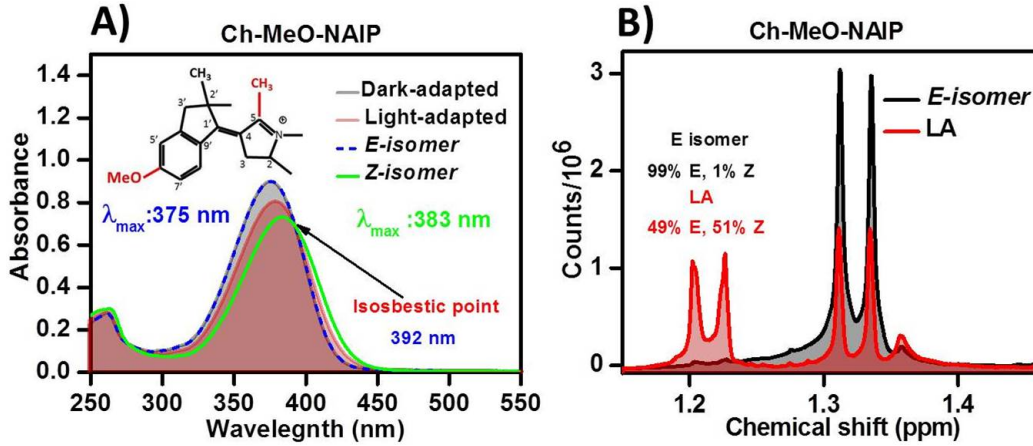 A)
Ch-MeO-NAIP
Absorbance
1.4
1.2
1.0
0.8
0.6
0.4
0.2
0.0
CH₃
2'
3'
1'
CH₃
5
⊕
N
4
5'
9'
3
2
MeO
7'
Dark-adapted
Light-adapted
E-isomer
Z-isomer
λmax:375 nm
λmax:383 nm
Isosbestic point
392 nm
250 300 350 400 450 500 550
Wavelegnth (nm)
B)
Ch-MeO-NAIP
Counts/10⁶
3
2
1
0
E-isomer
LA
E isomer
99% E, 1% Z
LA
49% E, 51% Z
1.2 1.3 1.4
Chemical shift (ppm)